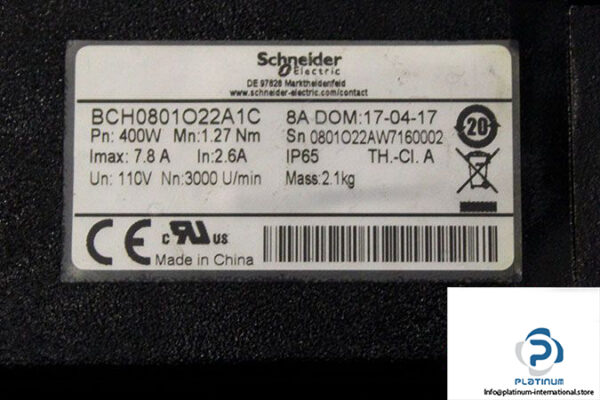 Schneider
Electric
DE 97828 Marktheidenfeld
www.schneider-electric.com/contact
BCH0801O22A1C 8A DOM:17-04-17
Pn: 400W Mn:1.27 Nm Sn 0801O22AW7160002
Imax: 7.8 A In:2.6A IP65 TH.-Cl. A
Un: 110V Nn:3000 U/min Mass:2.1kg
20
CE c RU US
Made in China
P
PLATINUM
Info@platinum-international.store